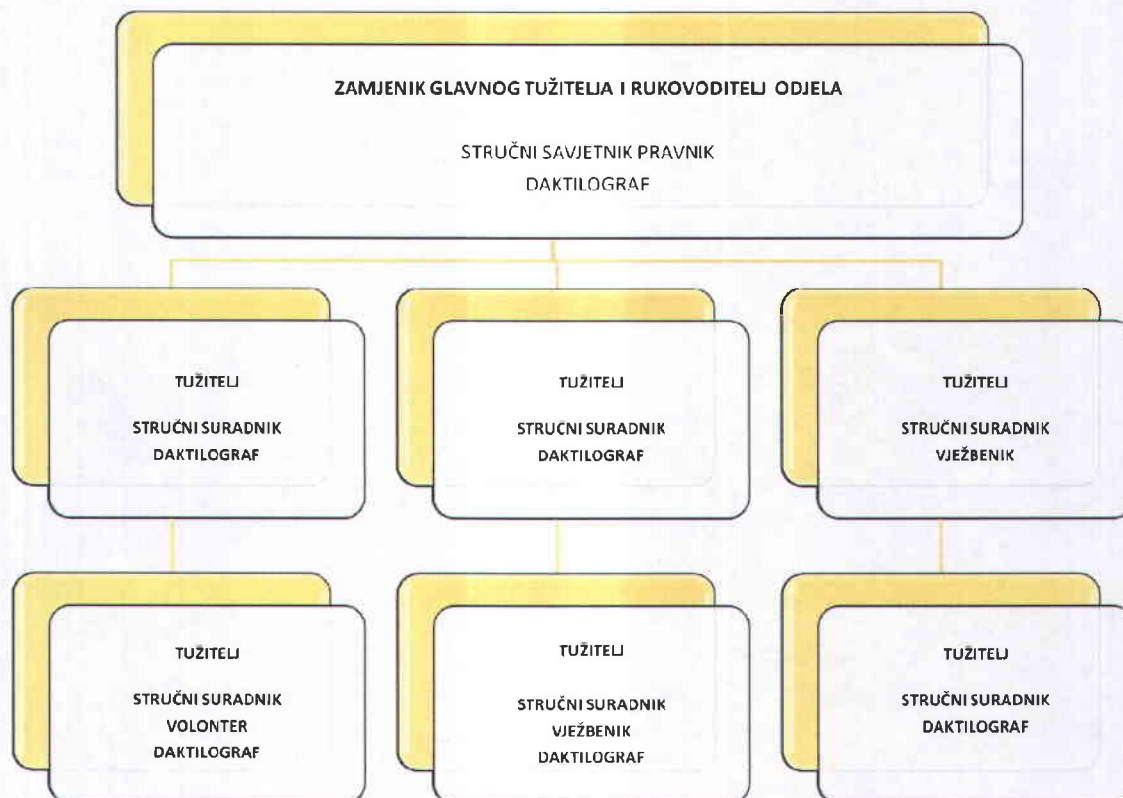 ZAMJENIK GLAVNOG TUŽITELJA I RUKOVODITELJ ODJELA
STRUČNI SAVJETNIK PRAVNIK
DAKTILOGRAF
TUŽITELJ
STRUČNI SURADNIK
DAKTILOGRAF
TUŽITELJ
STRUČNI SURADNIK
DAKTILOGRAF
TUŽITELJ
STRUČNI SURADNIK
VJEŽBENIK
TUŽITELJ
STRUČNI SURADNIK
VOLONTER
DAKTILOGRAF
TUŽITELJ
STRUČNI SURADNIK
VJEŽBENIK
DAKTILOGRAF
TUŽITELJ
STRUČNI SURADNIK
DAKTILOGRAF